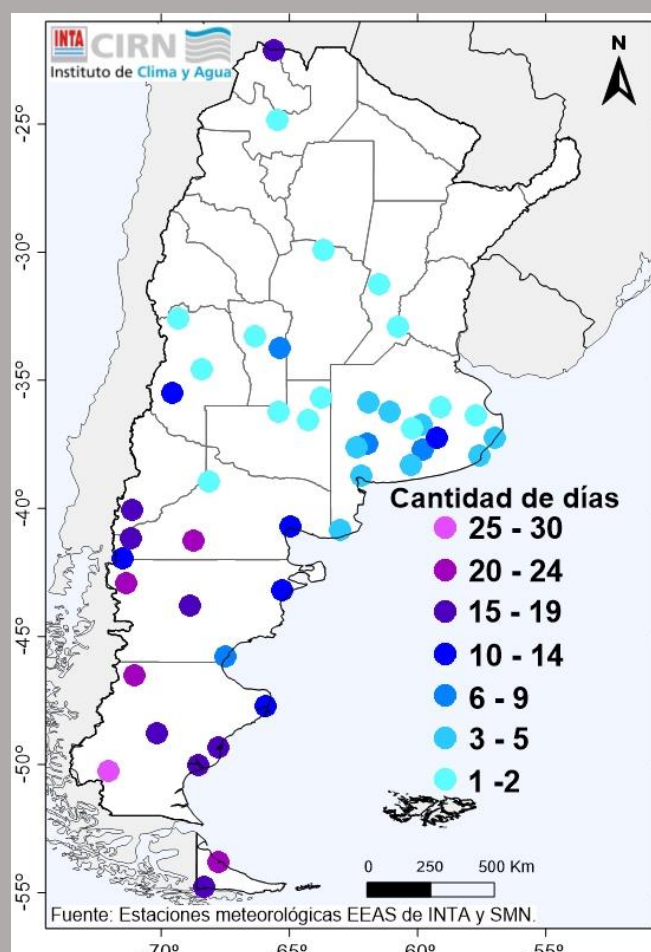 INTA CIRN
Instituto de Clima y Agua
N
-25°
-30°
-35°
-40°
-45°
-50°
-55°
Cantidad de días
25 - 30
20 - 24
15 - 19
10 - 14
6 - 9
3 - 5
1 -2
0 250 500 Km
Fuente: Estaciones meteorológicas EEAS de INTA y SMN.
70° 65° 60° 55°